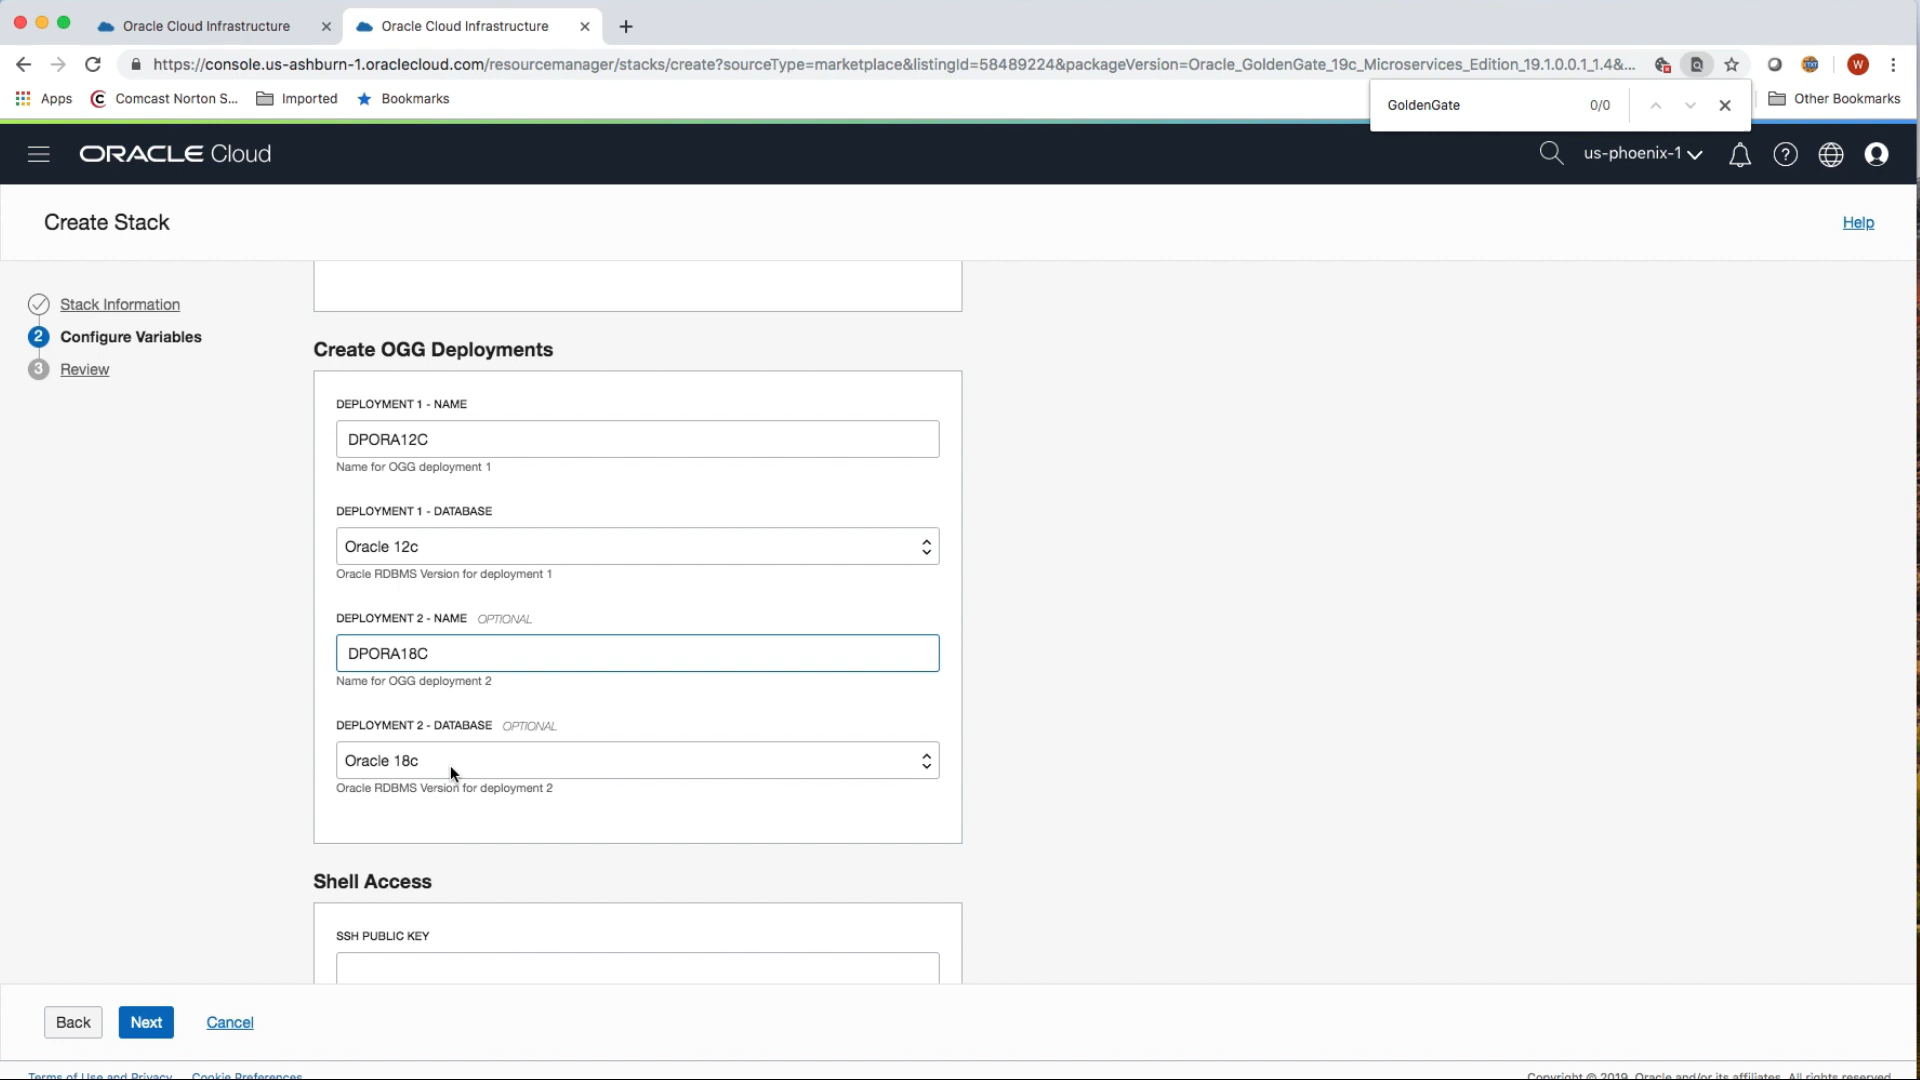 Oracle Cloud Infrastructure
Oracle Cloud Infrastructure
https://console.us-ashburn-1.oraclecloud.com/resourcemanager/stacks/create?sourceType=marketplace&listingId=58489224&packageVersion=Oracle_GoldenGate_19c_Microservices_Edition_19.1.0.0.1_1.4&...
W
Apps
Comcast Norton S...
Imported
Bookmarks
GoldenGate
0/0
Other Bookmarks
ORACLE Cloud
us-phoenix-1
Create Stack
Help
Stack Information
2 Configure Variables
3 Review
Create OGG Deployments
DEPLOYMENT 1 - NAME
DPORA12C
Name for OGG deployment 1
DEPLOYMENT 1 - DATABASE
Oracle 12c
Oracle RDBMS Version for deployment 1
DEPLOYMENT 2 - NAME OPTIONAL
DPORA18C
Name for OGG deployment 2
DEPLOYMENT 2 - DATABASE OPTIONAL
Oracle 18c
Oracle RDBMS Version for deployment 2
Shell Access
SSH PUBLIC KEY
Back
Next
Cancel
Terms of Use and Privacy
Cookie Preferences
Copyright © 2019, Oracle and/or its affiliates. All rights reserved.